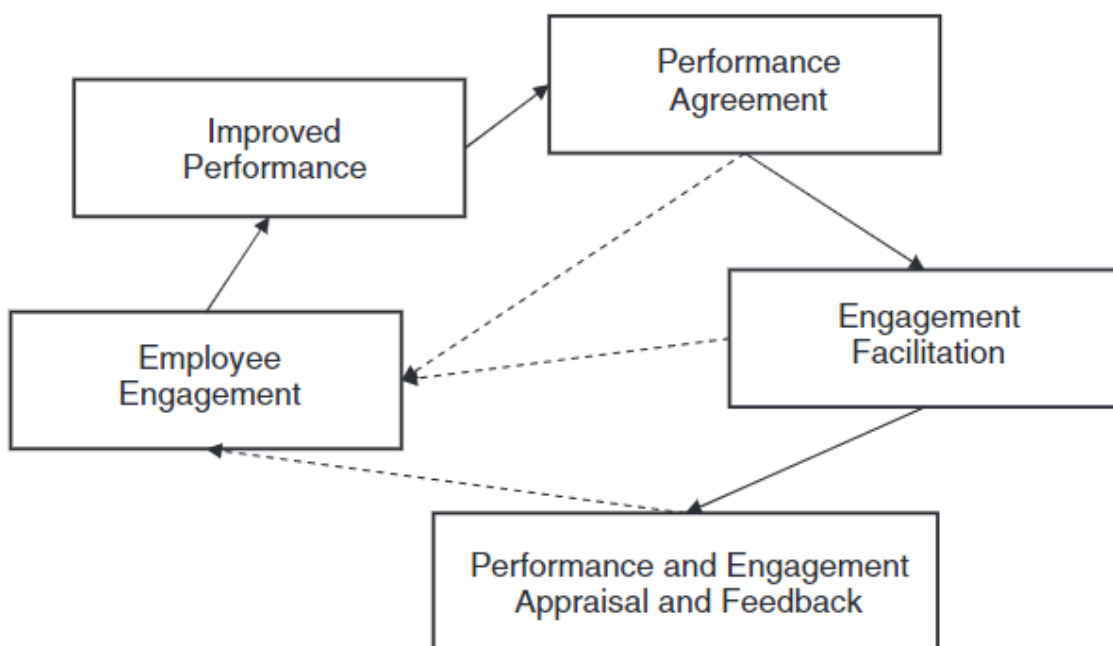 Performance
Agreement
Improved
Performance
Engagement
Facilitation
Employee
Engagement
Performance and Engagement
Appraisal and Feedback